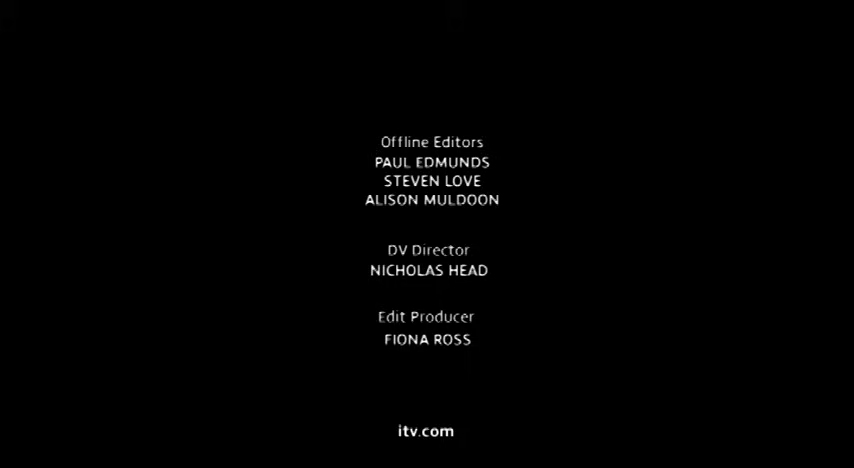 Offline Editors
PAUL EDMUNDS
STEVEN LOVE
ALISON MULDOON
DV Director
NICHOLAS HEAD
Edit Producer
FIONA ROSS
itv.com